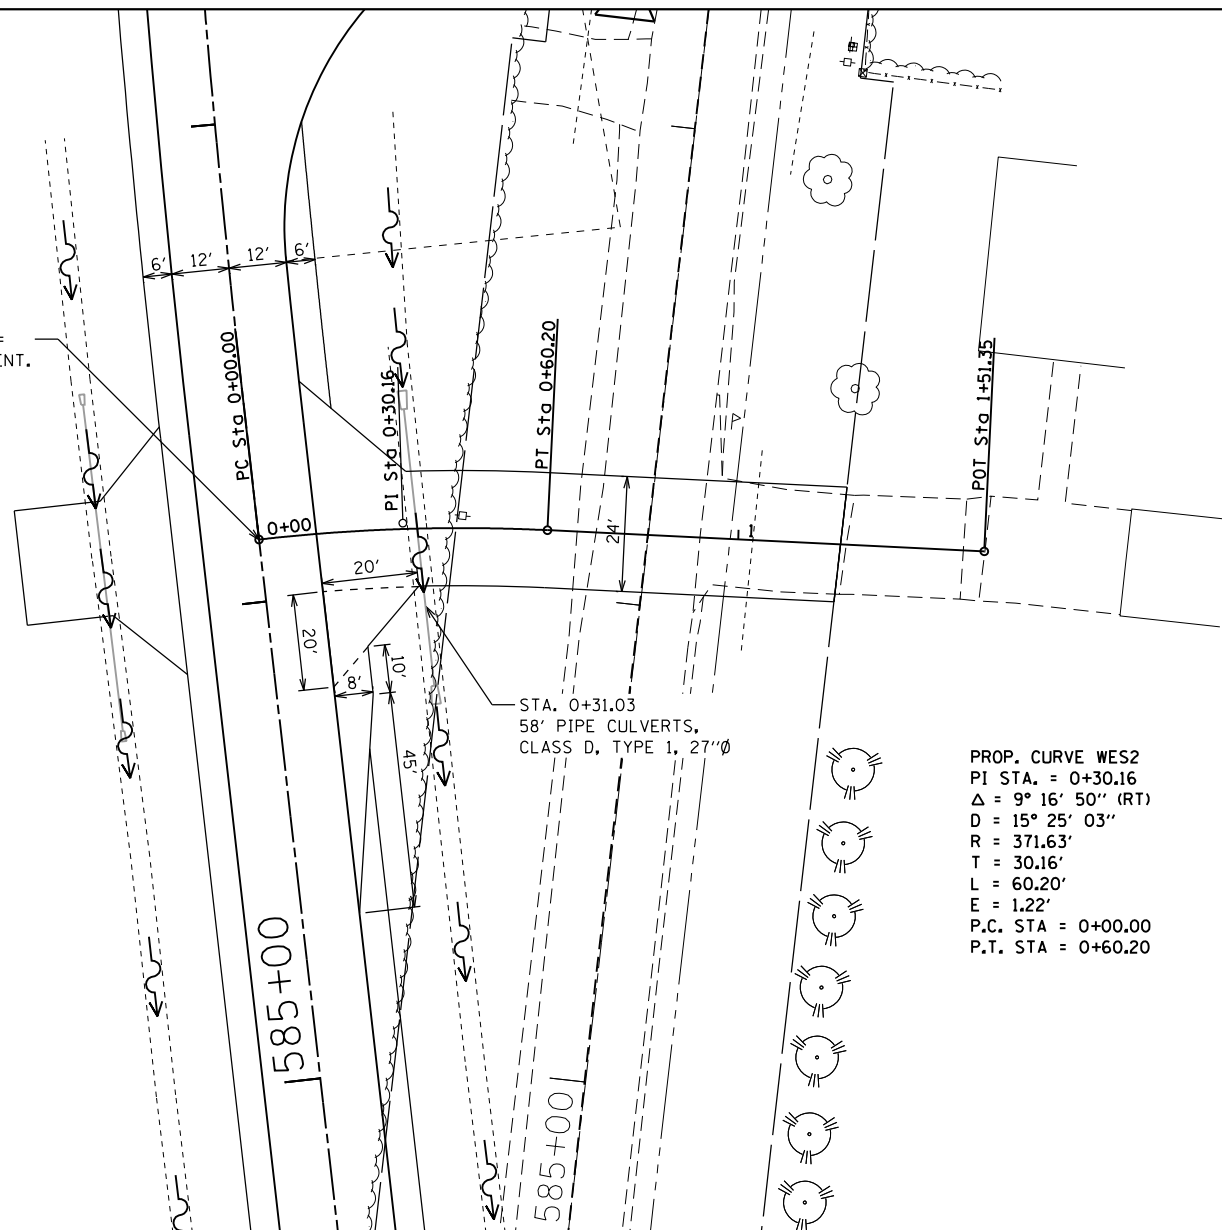 6' 12' 12' 6'
=
INT.
PC Sta 0+00.00
PI Sta 0+30.16
PT Sta 0+60.20
POT Sta 1+51.35
0+00
1
24'
20'
20'
10'
8'
45'
STA. 0+31.03
58' PIPE CULVERTS,
CLASS D, TYPE 1, 27"Ø
PROP. CURVE WES2
PI STA. = 0+30.16
Δ = 9° 16' 50" (RT)
D = 15° 25' 03"
R = 371.63'
T = 30.16'
L = 60.20'
E = 1.22'
P.C. STA = 0+00.00
P.T. STA = 0+60.20
585+00
585+00